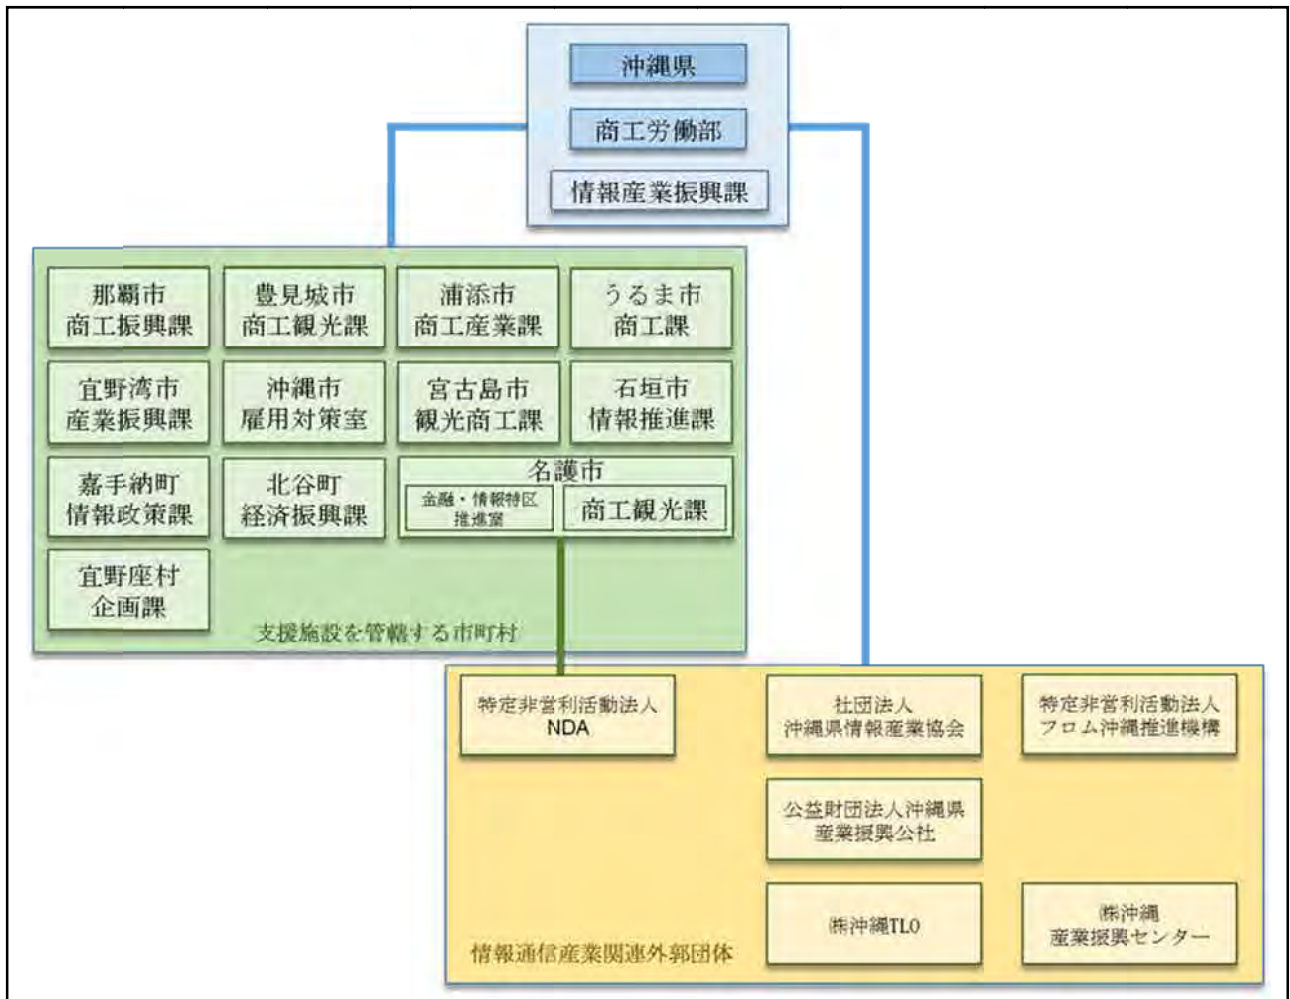 沖縄県
商工労働部
情報産業振興課
那覇市
商工振興課
豊見城市
商工観光課
浦添市
商工産業課
うるま市
商工課
宜野湾市
産業振興課
沖縄市
雇用対策室
宮古島市
観光商工課
石垣市
情報推進課
嘉手納町
情報政策課
北谷町
経済振興課
名護市
金融・情報特区
推進室
商工観光課
宜野座村
企画課
支援施設を管轄する市町村
特定非営利活動法人
NDA
社団法人
沖縄県情報産業協会
特定非営利活動法人
フロム沖縄推進機構
公益財団法人沖縄県
産業振興公社
㈱沖縄TLO
㈱沖縄
産業振興センター
情報通信産業関連外郭団体